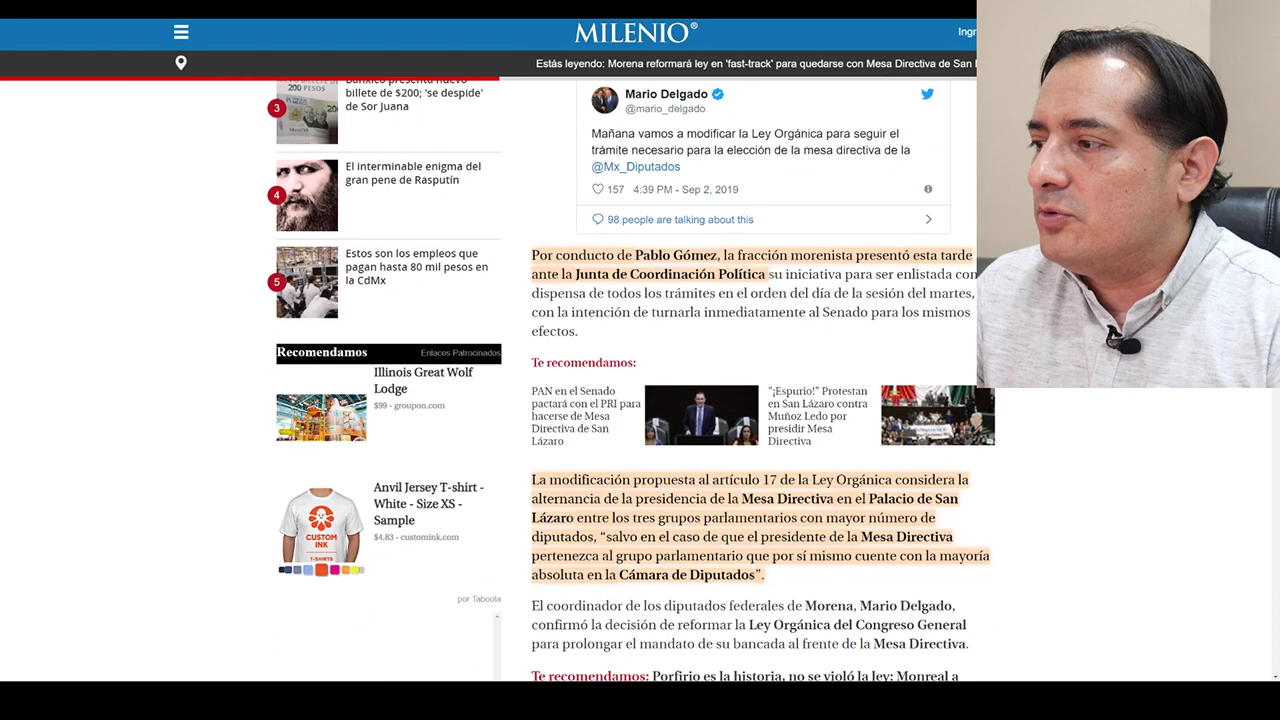 MILENIO®
Ingr
Estás leyendo: Morena reformará ley en 'fast-track' para quedarse con Mesa Directiva de San
Banxico presenta nuevo
billete de $200; 'se despide'
de Sor Juana
3
El interminable enigma del
gran pene de Rasputín
4
Estos son los empleos que
pagan hasta 80 mil pesos en
la CdMx
5
Recomendamos
Enlaces Patrocinados
Illinois Great Wolf
Lodge
$99 - groupon.com
Anvil Jersey T-shirt -
White - Size XS -
Sample
$4.83 - customink.com
CUSTOM
INK
T-SHIRTS
por Taboola
Mario Delgado
@mario_delgado
Mañana vamos a modificar la Ley Orgánica para seguir el
trámite necesario para la elección de la mesa directiva de la
@Mx_Diputados
157 4:39 PM - Sep 2, 2019
98 people are talking about this
Por conducto de Pablo Gómez, la fracción morenista presentó esta tarde
ante la Junta de Coordinación Política su iniciativa para ser enlistada con
dispensa de todos los trámites en el orden del día de la sesión del martes,
con la intención de turnarla inmediatamente al Senado para los mismos
efectos.
Te recomendamos:
PAN en el Senado
pactará con el PRI para
hacerse de Mesa
Directiva de San
Lázaro
"¡Espurio!" Protestan
en San Lázaro contra
Muñoz Ledo por
presidir Mesa
Directiva
La modificación propuesta al artículo 17 de la Ley Orgánica considera la
alternancia de la presidencia de la Mesa Directiva en el Palacio de San
Lázaro entre los tres grupos parlamentarios con mayor número de
diputados, “salvo en el caso de que el presidente de la Mesa Directiva
pertenezca al grupo parlamentario que por sí mismo cuente con la mayoría
absoluta en la Cámara de Diputados”.
El coordinador de los diputados federales de Morena, Mario Delgado,
confirmó la decisión de reformar la Ley Orgánica del Congreso General
para prolongar el mandato de su bancada al frente de la Mesa Directiva.
Te recomendamos: Porfirio es la historia, no se violó la ley: Monreal a